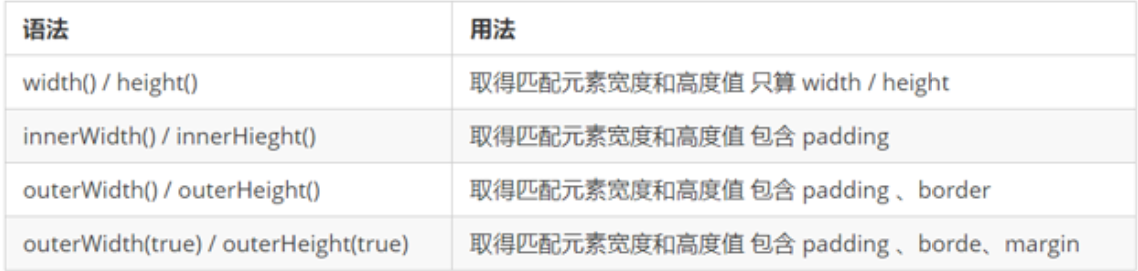 语法 用法
width() / height() 取得匹配元素宽度和高度值 只算 width / height
innerWidth() / innerHieght() 取得匹配元素宽度和高度值 包含 padding
outerWidth() / outerHeight() 取得匹配元素宽度和高度值 包含 padding 、border
outerWidth(true) / outerHeight(true) 取得匹配元素宽度和高度值 包含 padding 、borde、margin